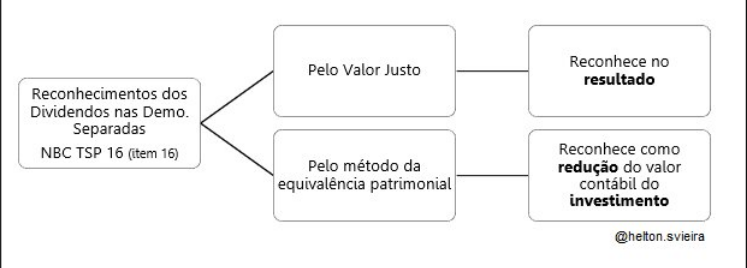 Reconhecimentos dos
Dividendos nas Demo.
Separadas
NBC TSP 16 (item 16)
Pelo Valor Justo
Reconhece no
resultado
Pelo método da
equivalência patrimonial
Reconhece como
redução do valor
contábil do
investimento
@helton.svieira